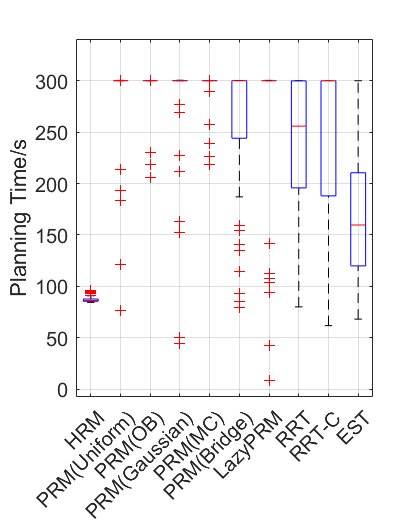 Planning Time/s
300
250
200
150
100
50
0
HRM
PRM(Uniform)
PRM(OB)
PRM(Gaussian)
PRM(MC)
PRM(Bridge)
LazyPRM
RRT
RRT-C
EST